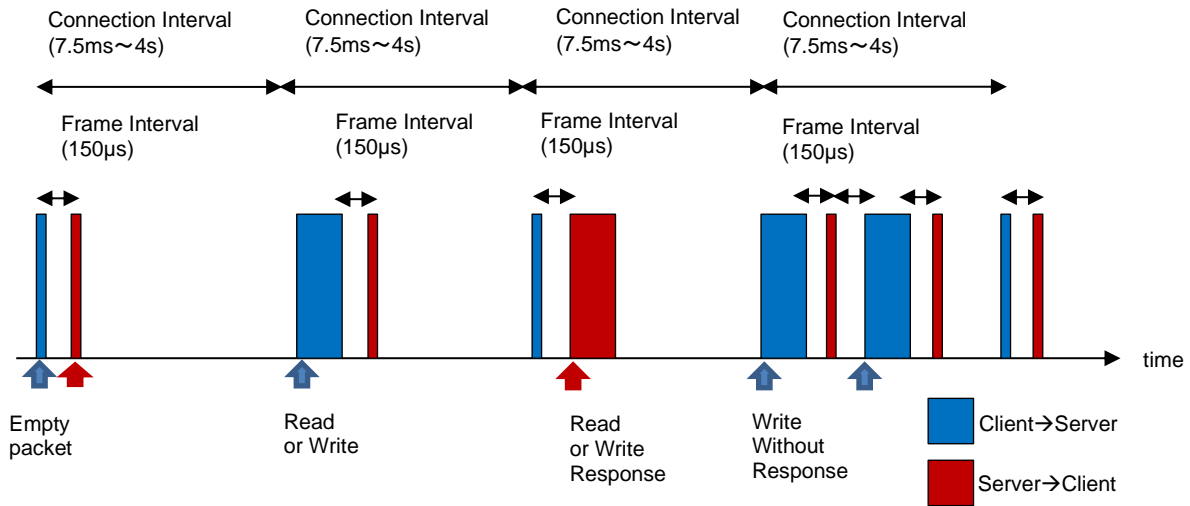 Connection Interval
(7.5ms～4s)
Connection Interval
(7.5ms～4s)
Connection Interval
(7.5ms～4s)
Connection Interval
(7.5ms～4s)
Frame Interval
(150µs)
Frame Interval
(150µs)
Frame Interval
(150µs)
Frame Interval
(150µs)
time
Empty
packet
Read
or Write
Read
or Write
Response
Write
Without
Response
Client→Server
Server→Client